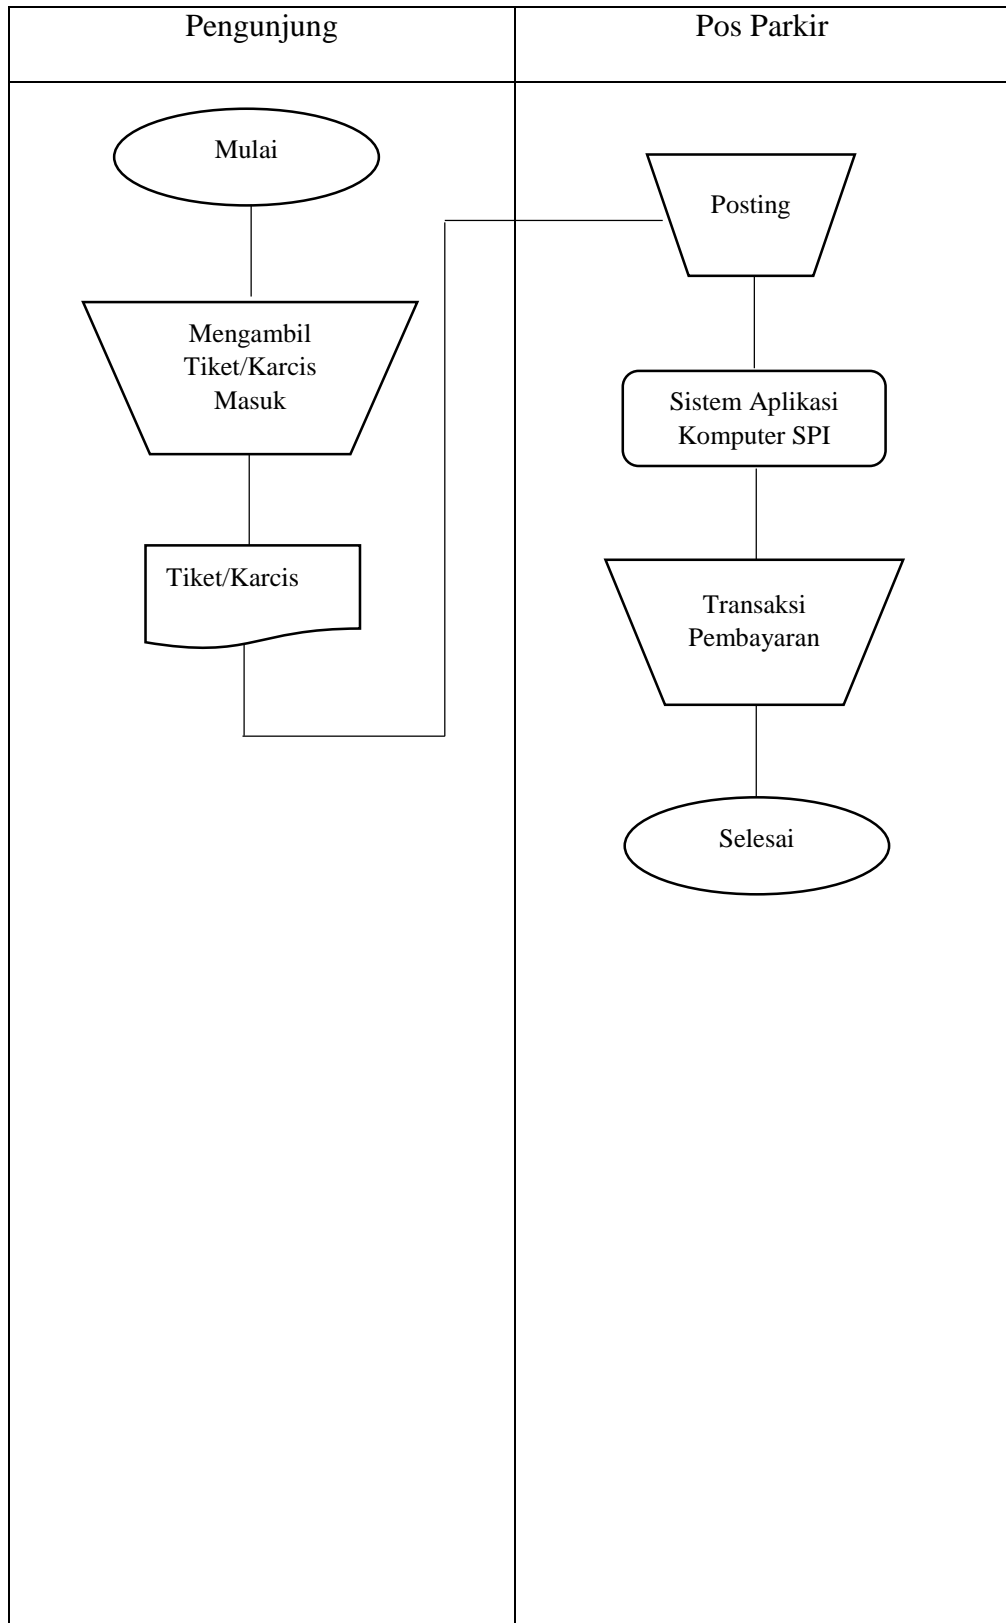 Pengunjung
Pos Parkir
Mulai
Mengambil
Tiket/Karcis
Masuk
Tiket/Karcis
Posting
Sistem Aplikasi
Komputer SPI
Transaksi
Pembayaran
Selesai